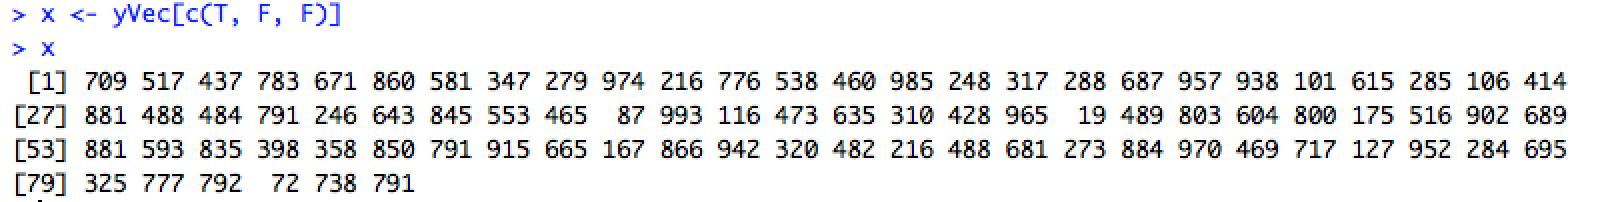 > x <- yVec[c(T, F, F)]
> x
[1] 709 517 437 783 671 860 581 347 279 974 216 776 538 460 985 248 317 288 687 957 938 101 615 285 106 414
[27] 881 488 484 791 246 643 845 553 465 87 993 116 473 635 310 428 965 19 489 803 604 800 175 516 902 689
[53] 881 593 835 398 358 850 791 915 665 167 866 942 320 482 216 488 681 273 884 970 469 717 127 952 284 695
[79] 325 777 792 72 738 791